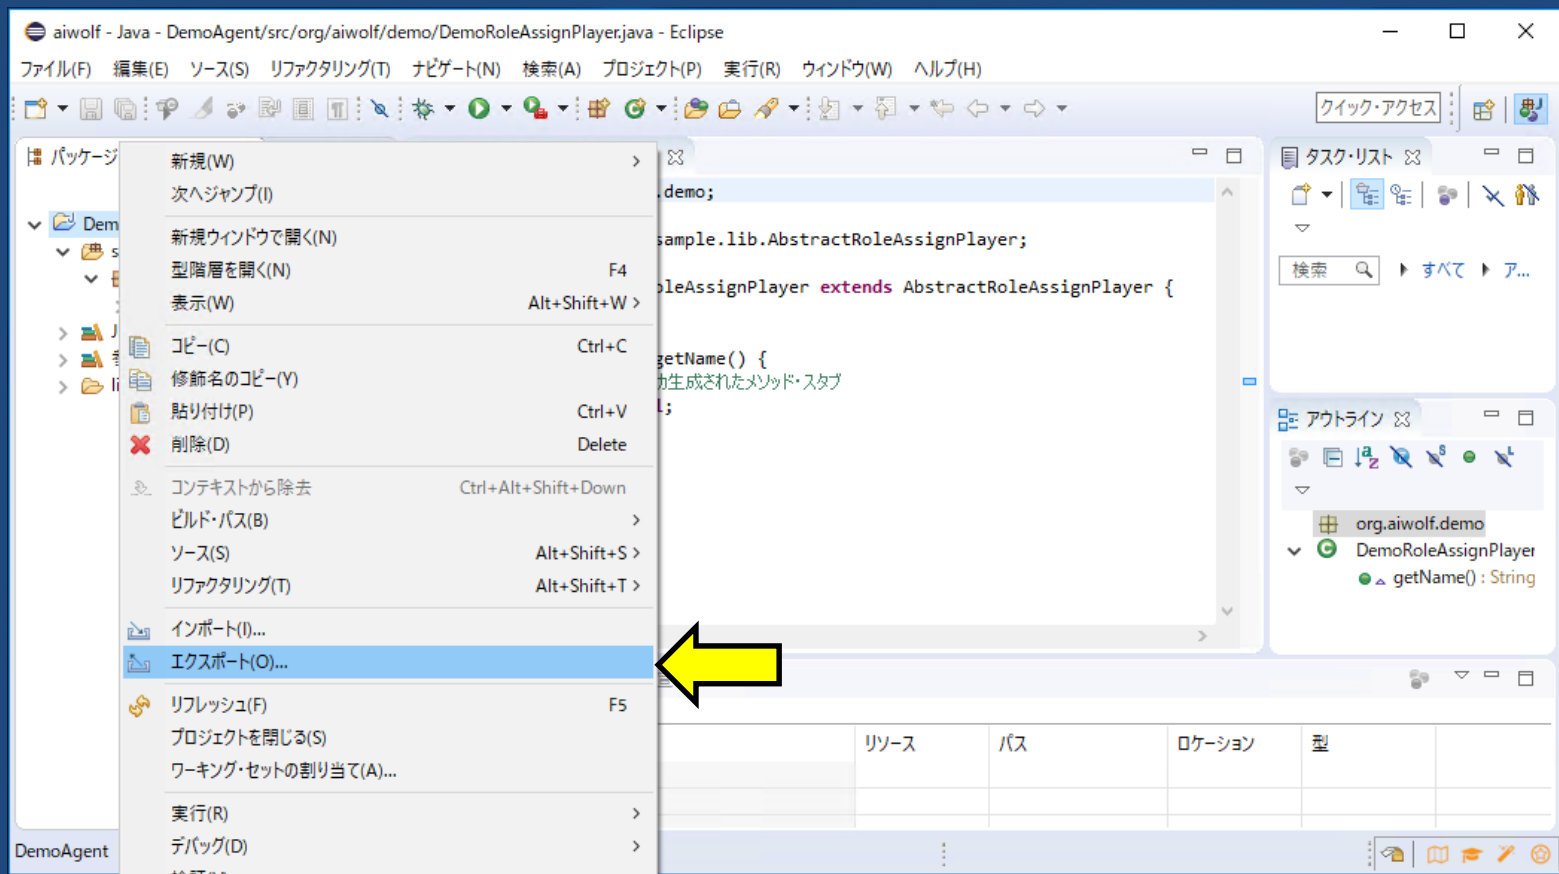 aiwolf - Java - DemoAgent/src/org/aiwolf/demo/DemoRoleAssignPlayer.java - Eclipse
ファイル(F) 編集(E) ソース(S) リファクタリング(T) ナビゲート(N) 検索(A) プロジェクト(P) 実行(R) ウィンドウ(W) ヘルプ(H)
クイック・アクセス
パッケージ
Dem
s
J
li
新規(W)
次へジャンプ(I)
新規ウィンドウで開く(N)
型階層を開く(N) F4
表示(W) Alt+Shift+W
コピー(C) Ctrl+C
修飾名のコピー(Y)
貼り付け(P) Ctrl+V
削除(D) Delete
コンテキストから除去 Ctrl+Alt+Shift+Down
ビルド・パス(B)
ソース(S) Alt+Shift+S
リファクタリング(T) Alt+Shift+T
インポート(I)...
エクスポート(O)...
リフレッシュ(F) F5
プロジェクトを閉じる(S)
ワーキング・セットの割り当て(A)...
実行(R)
デバッグ(D)
.demo;
sample.lib.AbstractRoleAssignPlayer;
oleAssignPlayer extends AbstractRoleAssignPlayer {
getName() {
生成されたメソッド・スタブ
l;
タスク・リスト
検索 すべて ア...
アウトライン
org.aiwolf.demo
DemoRoleAssignPlayer
getName() : String
リソース パス ロケーション 型
DemoAgent